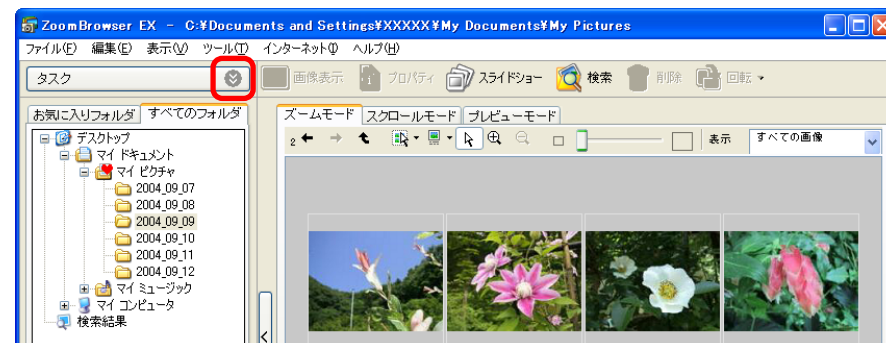 ZoomBrowser EX - C:¥Documents and Settings¥XXXXX¥My Documents¥My Pictures
ファイル(F) 編集(E) 表示(V) ツール(T) インターネット(I) ヘルプ(H)
タスク 画像表示 プロパティ スライドショー 検索 削除 回転
お気に入りフォルダ すべてのフォルダ
ズームモード スクロールモード プレビューモード
2 表示 すべての画像
デスクトップ
マイ ドキュメント
マイ ピクチャ
2004_09_07
2004_09_08
2004_09_09
2004_09_10
2004_09_11
2004_09_12
マイ ミュージック
マイ コンピュータ
検索結果